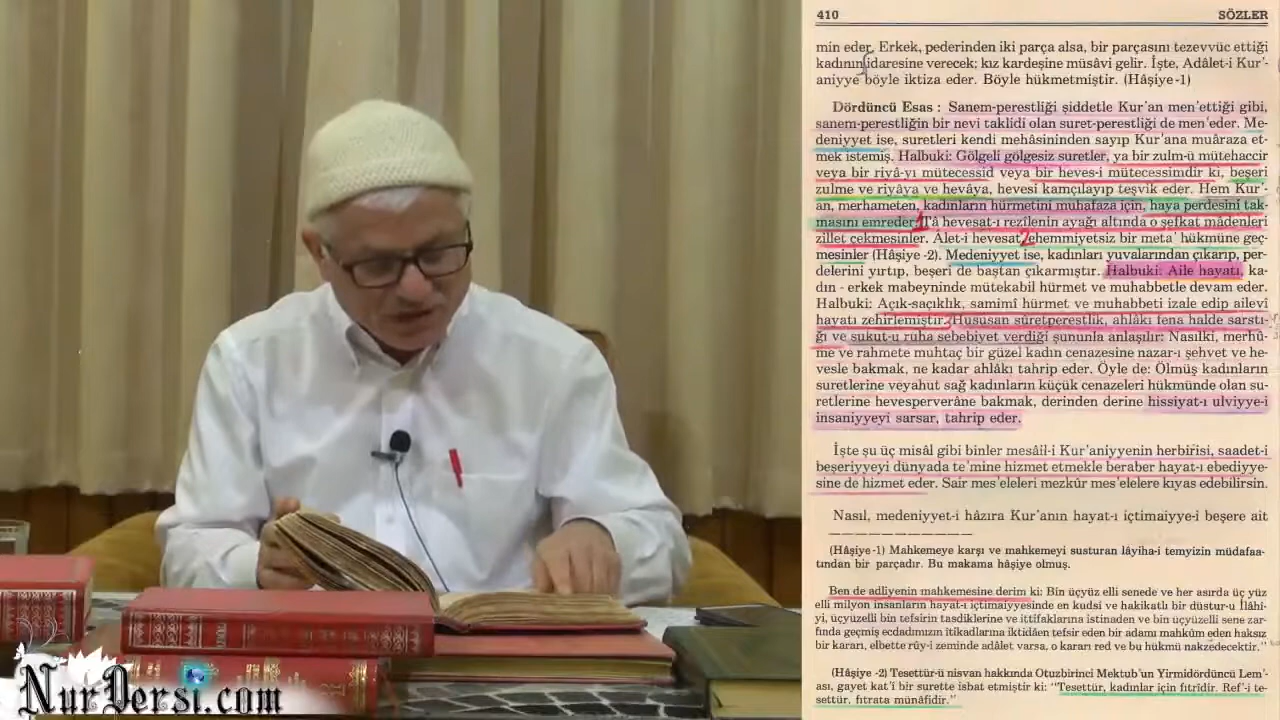 410 SÖZLER
min eder. Erkek, pederinden iki parça alsa, bir parçasını tezevvüc ettiği
kadının idaresine verecek; kız kardeşine müsâvi gelir. İşte, Adâlet-i Kur'-
aniyye böyle iktiza eder. Böyle hükmetmiştir. (Hâşiye-1)
Dördüncü Esas : Sanem-perestliği şiddetle Kur'an men'ettiği gibi,
sanem-perestliğin bir nevi taklidi olan suret-perestliği de men'eder. Me-
deniyyet ise, suretleri kendi mehâsininden sayıp Kur'ana muâraza et-
mek istemiş. Halbuki: Gölgeli gölgesiz suretler, ya bir zulm-ü mütehaccir
veya bir riyâ-yı mütecessid veya bir heves-i mütecessimdir ki, beşeri
zulme ve riyâya ve hevâya, hevesi kamçılayıp teşvik eder. Hem Kur'-
an, merhameten, kadınların hürmetini muhafaza için, haya perdesini tak-
masını emreder. 1 Tâ hevesat-ı rezîlenin ayağı altında o şefkat mâdenleri
zillet çekmesinler. Alet-i hevesat, 2 ehemmiyetsiz bir meta' hükmüne geç-
mesinler (Hâşiye -2). Medeniyyet ise, kadınları yuvalarından çıkarıp, per-
delerini yırtıp, beşeri de baştan çıkarmıştır. Halbuki: Aile hayatı, ka-
dın - erkek mabeyninde mütekabil hürmet ve muhabbetle devam eder.
Halbuki: Açık-saçıklık, samimî hürmet ve muhabbeti izale edip ailevî
hayatı zehirlemiştir. 3 Hususan sûretperestlik, ahlâkı fena halde sarstı-
ğı ve sukut-u ruha sebebiyet verdiği şununla anlaşılır: Nasılki, merhû-
me ve rahmete muhtaç bir güzel kadın cenazesine nazar-ı şehvet ve he-
vesle bakmak, ne kadar ahlâkı tahrip eder. Öyle de: Ölmüş kadınların
suretlerine veyahut sağ kadınların küçük cenazeleri hükmünde olan su-
retlerine hevesperverâne bakmak, derinden derine hissiyat-ı ulviyye-i
insaniyyeyi sarsar, tahrip eder.
İşte şu üç misâl gibi binler mesâil-i Kur'aniyyenin herbirisi, saadet-i
beşeriyyeyi dünyada te'mine hizmet etmekle beraber hayat-ı ebediyye-
sine de hizmet eder. Sair mes'eleleri mezkûr mes'elelere kıyas edebilirsin.
Nasıl, medeniyyet-i hâzıra Kur'anın hayat-ı içtimaiyye-i beşere ait
(Hâşiye-1) Mahkemeye karşı ve mahkemeyi susturan lâyiha-i temyizin müdafaa-
tından bir parçadır. Bu makama hâşiye olmuş.
Ben de adliyenin mahkemesine derim ki: Bin üçyüz elli senede ve her asırda üç yüz
elli milyon insanların hayat-ı içtimaiyyesinde en kudsî ve hakikatlı bir düstur-u İlâhî-
yi, üçyüzelli bin tefsirin tasdiklerine ve ittifaklarına istinaden ve bin üçyüzelli sene zar-
fında geçmiş ecdadımızın itikadlarına iktidâen tefsir eden bir adamı mahkûm eden haksız
bir kararı, elbette rûy-i zeminde adâlet varsa, o kararı red ve bu hükmü nakzedecektir."
(Hâşiye -2) Tesettür-ü nisvan hakkında Otuzbirinci Mektub'un Yirmidördüncü Lem'-
ası, gayet kat'î bir surette isbat etmiştir ki: "Tesettür, kadınlar için fıtrîdir. Ref'-i te-
settür, fıtrata münâfidir."
NurDersi.com